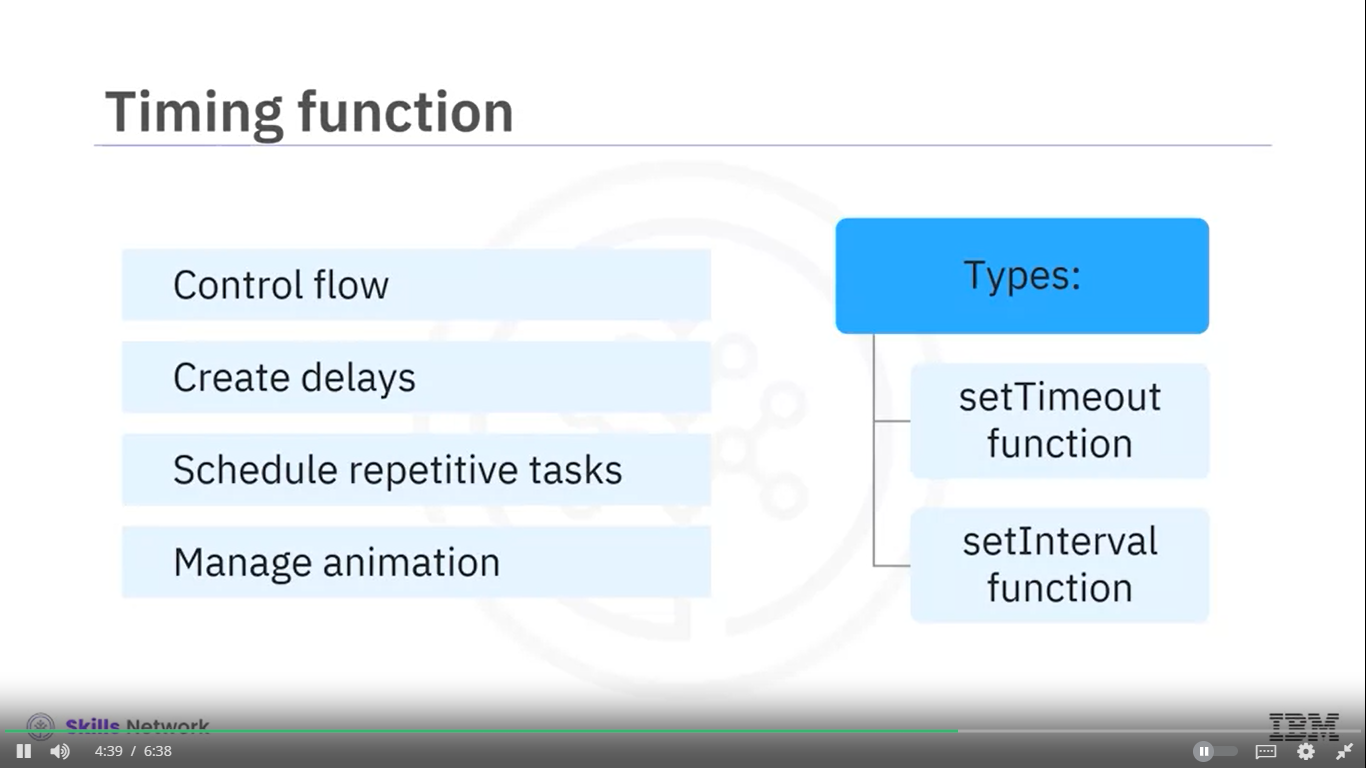 Timing function
Control flow
Create delays
Schedule repetitive tasks
Manage animation
Types:
setTimeout
function
setInterval
function
Skills Network
IBM
4:39 / 6:38